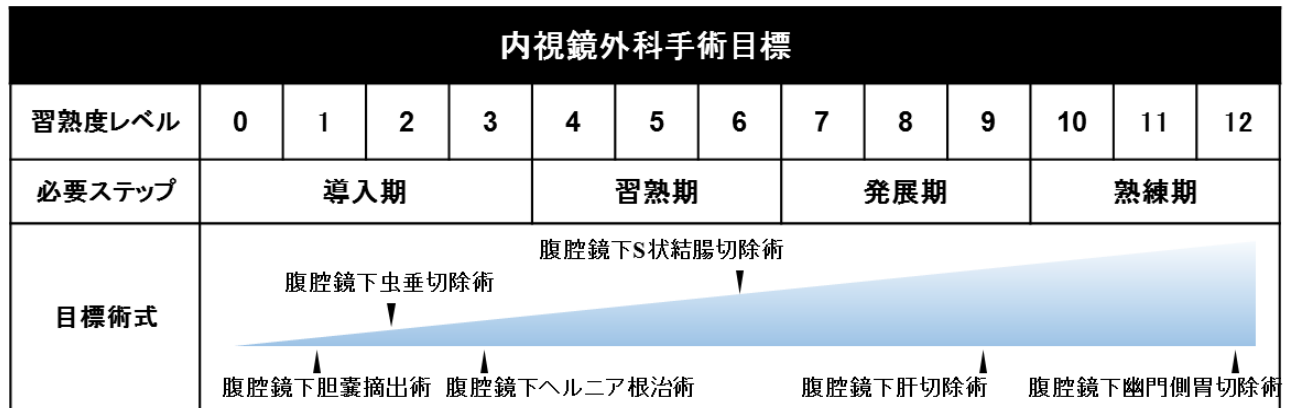 内視鏡外科手術目標
習熟度レベル 0 1 2 3 4 5 6 7 8 9 10 11 12
必要ステップ 導入期 習熟期 発展期 熟練期
腹腔鏡下S状結腸切除術
腹腔鏡下虫垂切除術
目標術式
腹腔鏡下胆嚢摘出術 腹腔鏡下ヘルニア根治術 腹腔鏡下肝切除術 腹腔鏡下幽門側胃切除術